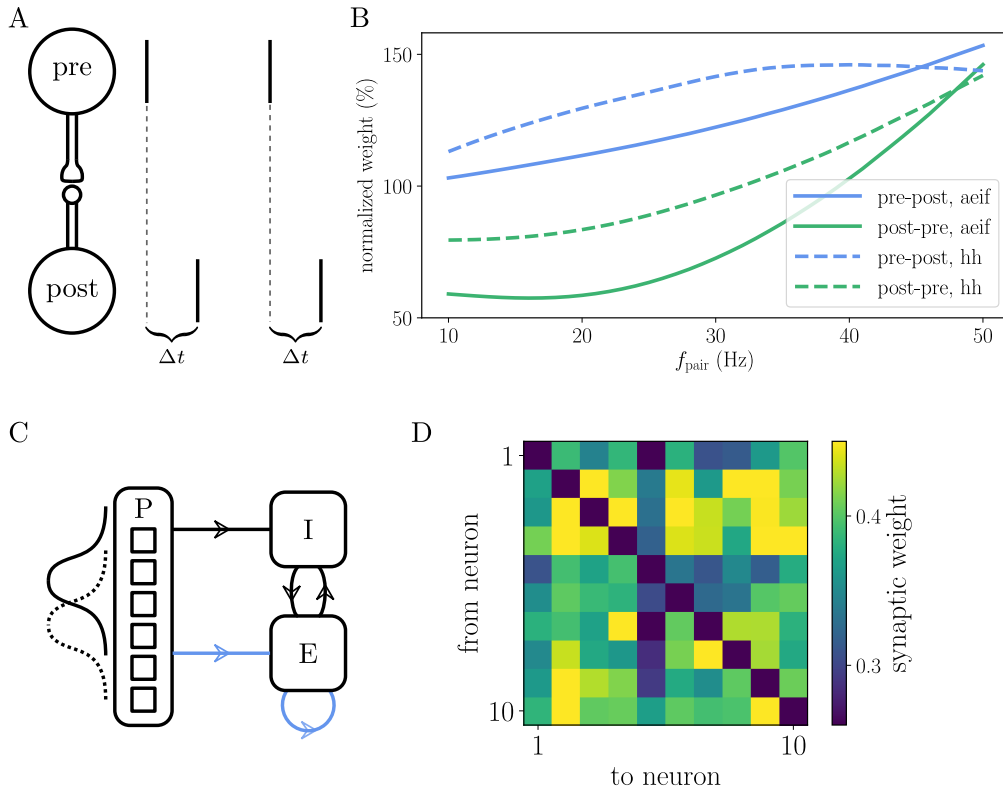 A
pre
post
Δt
Δt
B
normalized weight (%)
150
100
50
10
20
30
40
50
f_pair (Hz)
pre-post, aeif
post-pre, aeif
pre-post, hh
post-pre, hh
C
P
I
E
D
from neuron
1
10
1
10
to neuron
0.4
0.3
synaptic weight